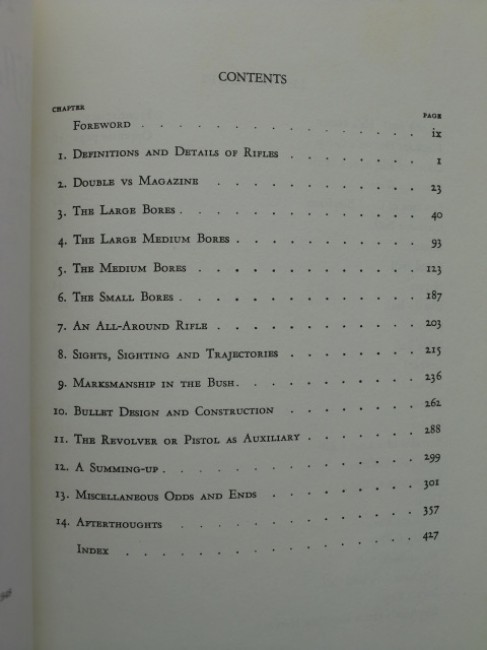 CONTENTS
CHAPTER PAGE
FOREWORD . . . . . . . . . . . . . . ix
1. DEFINITIONS AND DETAILS OF RIFLES . . . . . . . 1
2. DOUBLE VS MAGAZINE . . . . . . . . . . . 23
3. THE LARGE BORES . . . . . . . . . . . . 40
4. THE LARGE MEDIUM BORES . . . . . . . . . 93
5. THE MEDIUM BORES . . . . . . . . . . . 123
6. THE SMALL BORES . . . . . . . . . . . . 187
7. AN ALL-AROUND RIFLE . . . . . . . . . . 203
8. SIGHTS, SIGHTING AND TRAJECTORIES . . . . . . . 215
9. MARKSMANSHIP IN THE BUSH . . . . . . . . . 236
10. BULLET DESIGN AND CONSTRUCTION . . . . . . . 262
11. THE REVOLVER OR PISTOL AS AUXILIARY . . . . . . 288
12. A SUMMING-UP . . . . . . . . . . . . . 299
13. MISCELLANEOUS ODDS AND ENDS . . . . . . . . 301
14. AFTERTHOUGHTS . . . . . . . . . . . . 357
INDEX . . . . . . . . . . . . . . . 427